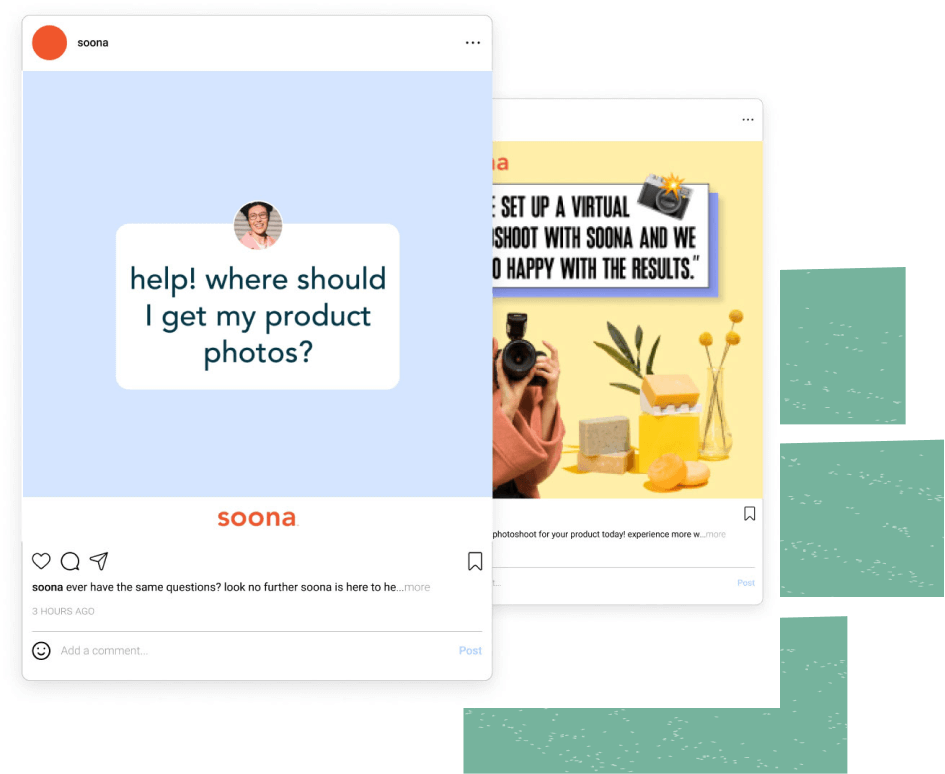 soona
help! where should
I get my product
photos?
soona
soona ever have the same questions? look no further soona is here to he...more
3 HOURS AGO
Add a comment...
Post
SET UP A VIRTUAL
WITH SOONA AND WE
HAPPY WITH THE RESULTS."
photoshoot for your product today! experience more w...more
Post